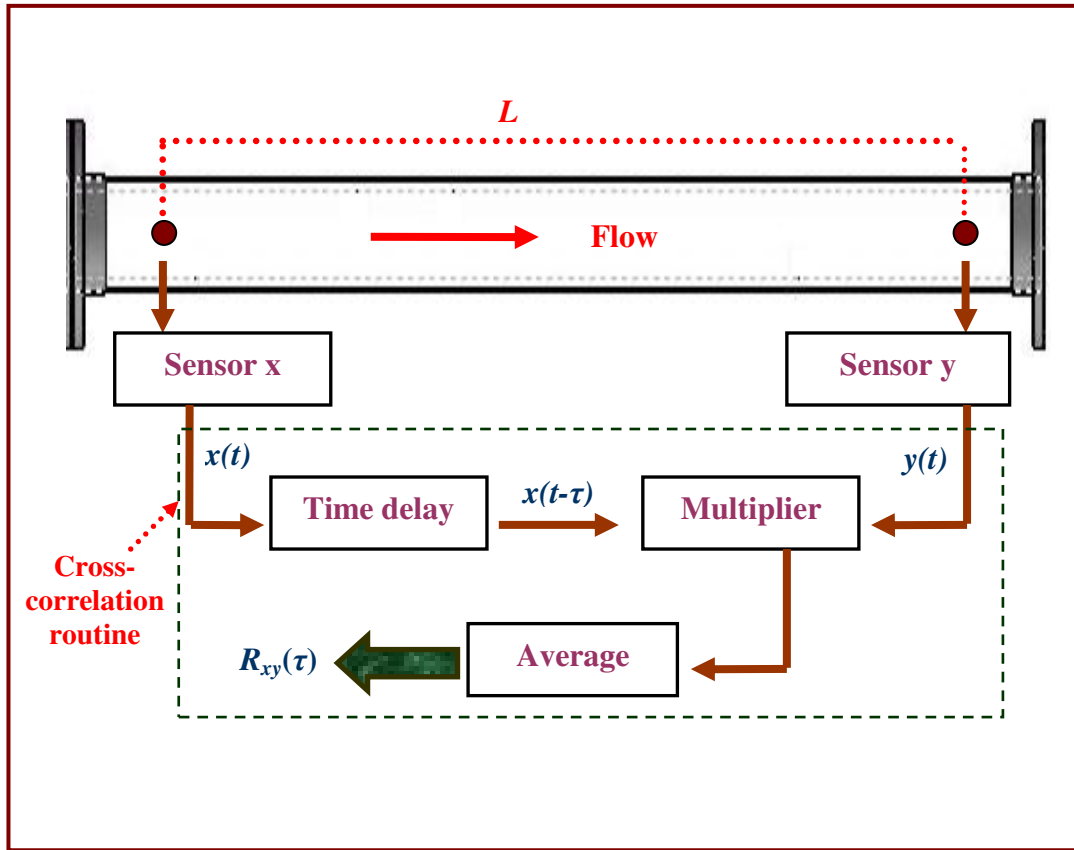 L
Flow
Sensor x
Sensor y
x(t)
y(t)
Time delay
x(t-τ)
Multiplier
Cross-
correlation
routine
Rxy(τ)
Average